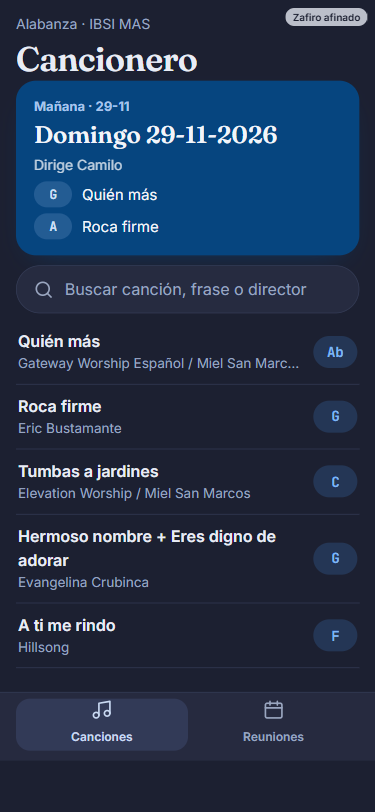 Alabanza · IBSI MAS
Zafiro afinado
Cancionero
Mañana · 29-11
Domingo 29-11-2026
Dirige Camilo
G Quién más
A Roca firme
Buscar canción, frase o director
Quién más
Gateway Worship Español / Miel San Marc...
Ab
Roca firme
Eric Bustamante
G
Tumbas a jardines
Elevation Worship / Miel San Marcos
C
Hermoso nombre + Eres digno de
adorar
Evangelina Crubinca
G
A ti me rindo
Hillsong
F
Canciones
Reuniones